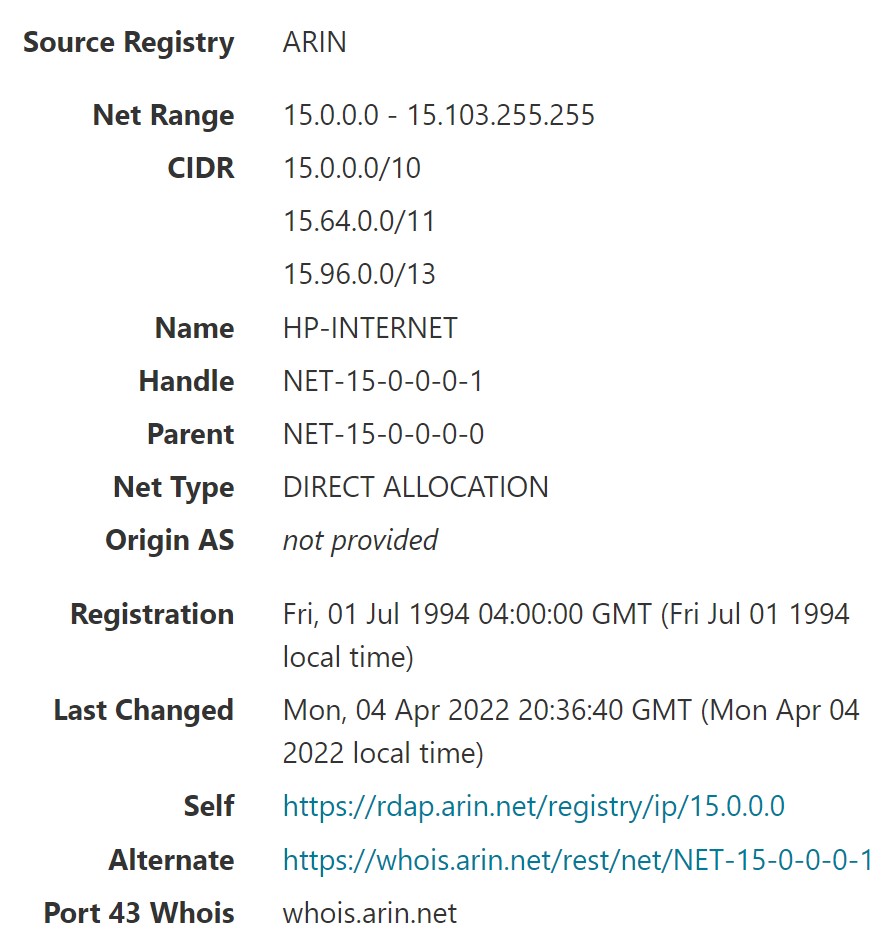 Source Registry ARIN
Net Range 15.0.0.0 - 15.103.255.255
CIDR 15.0.0.0/10
15.64.0.0/11
15.96.0.0/13
Name HP-INTERNET
Handle NET-15-0-0-0-1
Parent NET-15-0-0-0-0
Net Type DIRECT ALLOCATION
Origin AS not provided
Registration Fri, 01 Jul 1994 04:00:00 GMT (Fri Jul 01 1994
local time)
Last Changed Mon, 04 Apr 2022 20:36:40 GMT (Mon Apr 04
2022 local time)
Self https://rdap.arin.net/registry/ip/15.0.0.0
Alternate https://whois.arin.net/rest/net/NET-15-0-0-0-1
Port 43 Whois whois.arin.net